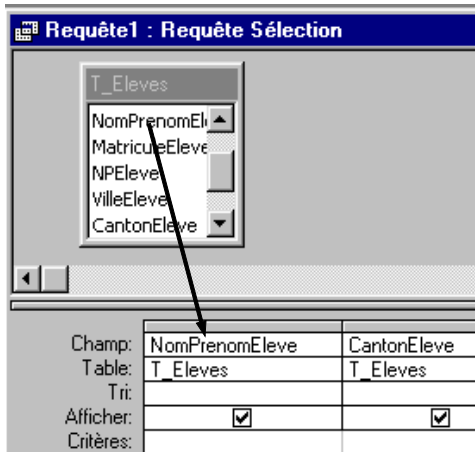 Requête1 : Requête Sélection
T_Eleves
NomPrenomEl
MatriculeEleve
NPEleve
VilleEleve
CantonEleve
Champ: NomPrenomEleve CantonEleve
Table: T_Eleves T_Eleves
Tri:
Afficher:
Critères: